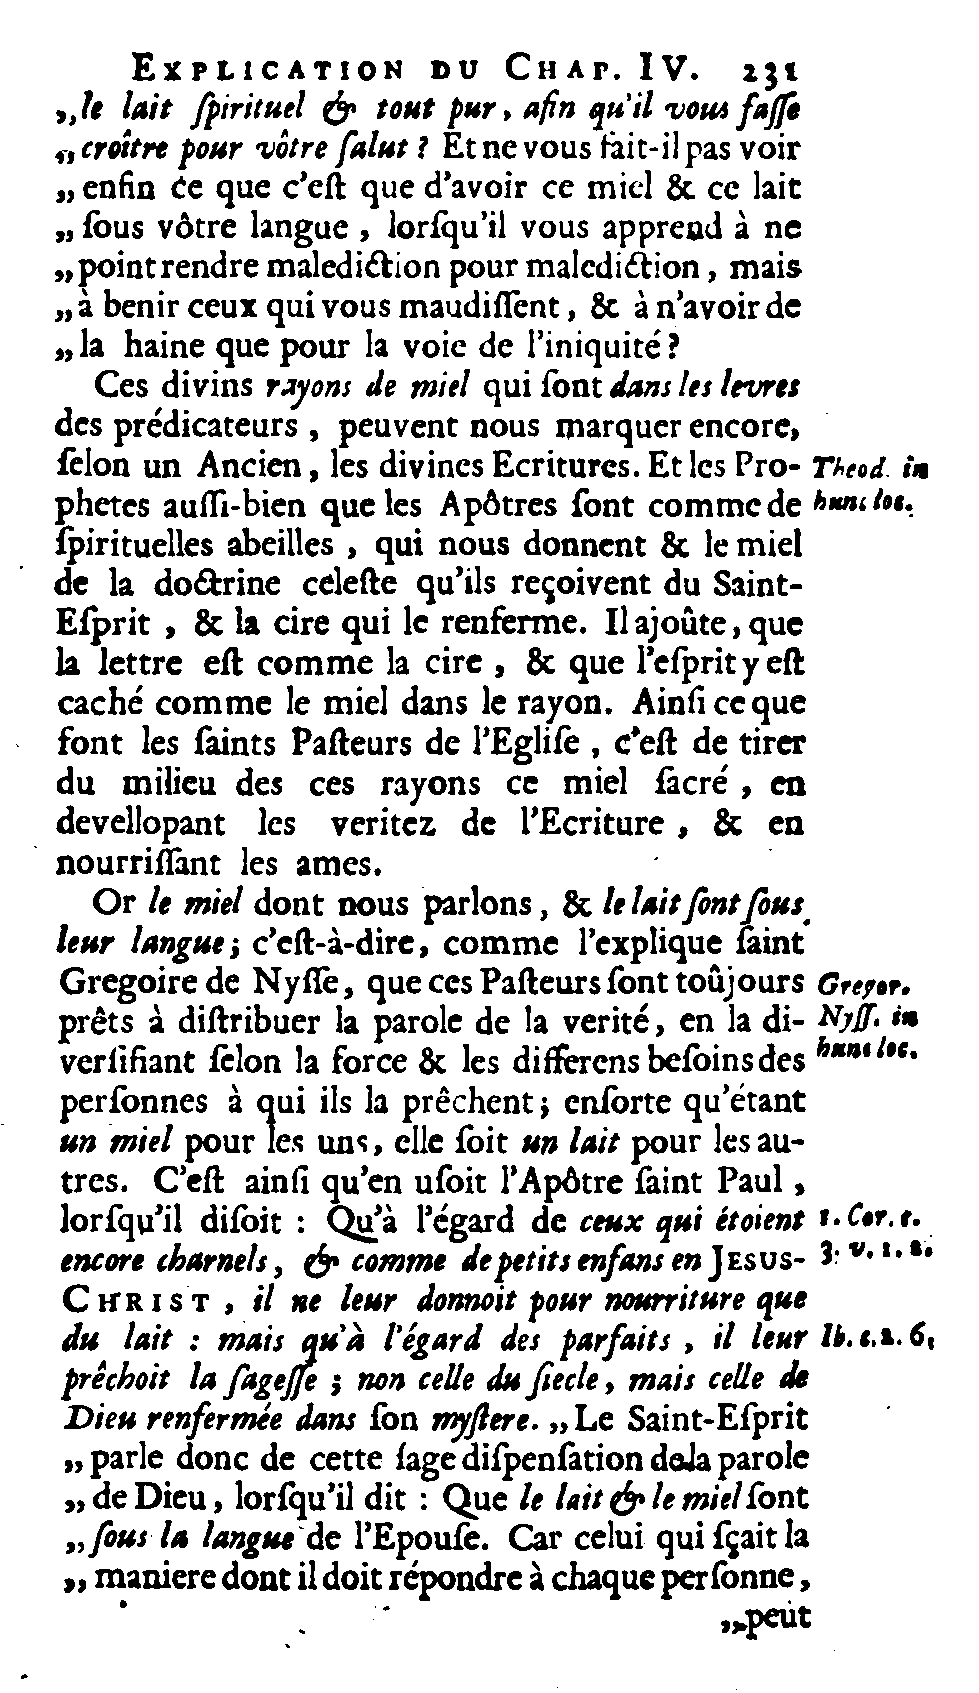 EXPLICATION DU CHAP. IV. 231
„le lait ſpirituel & tout pur, afin qu'il vous faſſe
„croître pour vôtre ſalut ? Et ne vous fait-il pas voir
„enfin ce que c'eſt que d'avoir ce miel & ce lait
„ſous vôtre langue, lorſqu'il vous apprend à ne
„point rendre malediction pour malediction, mais
„à benir ceux qui vous maudiſſent, & à n'avoir de
„la haine que pour la voie de l'iniquité ?
Ces divins rayons de miel qui ſont dans les levres
des prédicateurs, peuvent nous marquer encore,
ſelon un Ancien, les divines Ecritures. Et les Pro- Theod. in
phetes auſſi-bien que les Apôtres ſont comme de hunc loc.
ſpirituelles abeilles, qui nous donnent & le miel
de la doctrine celeſte qu'ils reçoivent du Saint-
Eſprit, & la cire qui le renferme. Il ajoûte, que
la lettre eſt comme la cire, & que l'eſprit y eſt
caché comme le miel dans le rayon. Ainſi ce que
font les ſaints Paſteurs de l'Egliſe, c'eſt de tirer
du milieu des ces rayons ce miel ſacré, en
devellopant les veritez de l'Ecriture, & en
nourriſſant les ames.
Or le miel dont nous parlons, & le lait ſont ſous
leur langue; c'eſt-à-dire, comme l'explique ſaint
Gregoire de Nyſſe, que ces Paſteurs ſont toûjours Gregor.
prêts à diſtribuer la parole de la verité, en la di- Nyſſ. in
verſifiant ſelon la force & les differens beſoins des hunc loc.
perſonnes à qui ils la prêchent; enſorte qu'étant
un miel pour les uns, elle ſoit un lait pour les au-
tres. C'eſt ainſi qu'en uſoit l'Apôtre ſaint Paul,
lorſqu'il diſoit : Qu'à l'égard de ceux qui étoient 1. Cor. c.
encore charnels, & comme de petits enfans en JESUS- 3. v. 1. 2.
CHRIST, il ne leur donnoit pour nourriture que
du lait : mais qu'à l'égard des parfaits, il leur Ib. c. 2. 6.
prêchoit la ſageſſe; non celle du ſiecle, mais celle de
Dieu renfermée dans ſon myſtere. „Le Saint-Eſprit
„parle donc de cette ſage diſpenſation de la parole
„de Dieu, lorſqu'il dit : Que le lait & le miel ſont
„ſous la langue de l'Epouſe. Car celui qui ſçait la
„maniere dont il doit répondre à chaque perſonne,
„peut